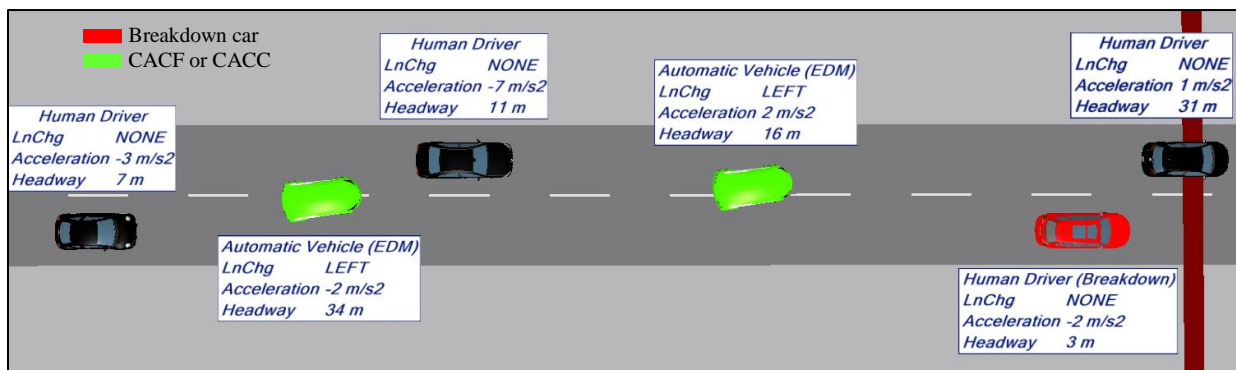 Breakdown car
CACF or CACC
Human Driver
LnChg NONE
Acceleration -3 m/s2
Headway 7 m
Human Driver
LnChg NONE
Acceleration -7 m/s2
Headway 11 m
Automatic Vehicle (EDM)
LnChg LEFT
Acceleration 2 m/s2
Headway 16 m
Human Driver
LnChg NONE
Acceleration 1 m/s2
Headway 31 m
Automatic Vehicle (EDM)
LnChg LEFT
Acceleration -2 m/s2
Headway 34 m
Human Driver (Breakdown)
LnChg NONE
Acceleration -2 m/s2
Headway 3 m